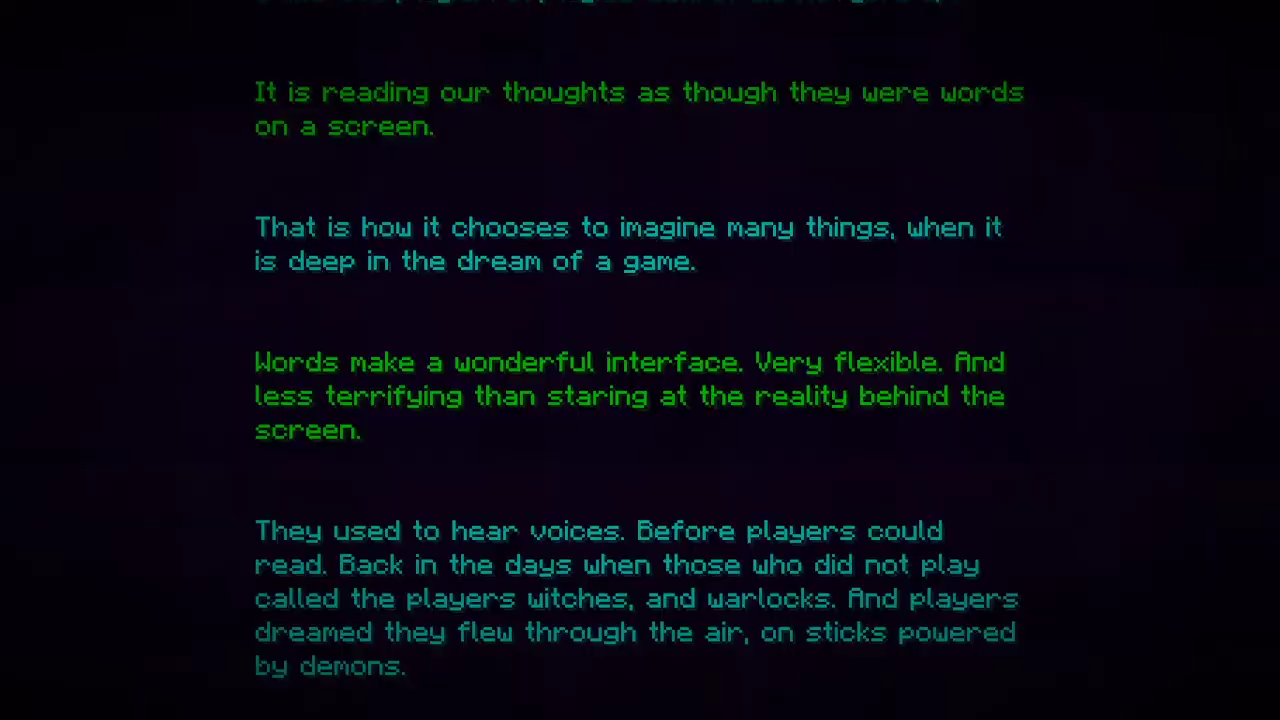 It is reading our thoughts as though they were words
on a screen.
That is how it chooses to imagine many things, when it
is deep in the dream of a game.
Words make a wonderful interface. Very flexible. And
less terrifying than staring at the reality behind the
screen.
They used to hear voices. Before players could
read. Back in the days when those who did not play
called the players witches, and warlocks. And players
dreamed they flew through the air, on sticks powered
by demons.